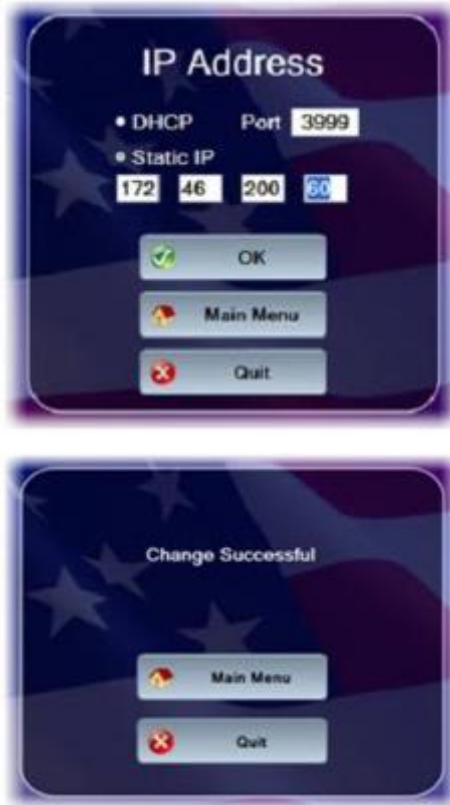 IP Address
DHCP Port 3999
Static IP
172 46 200 60
OK
Main Menu
Quit
Change Successful
Main Menu
Quit